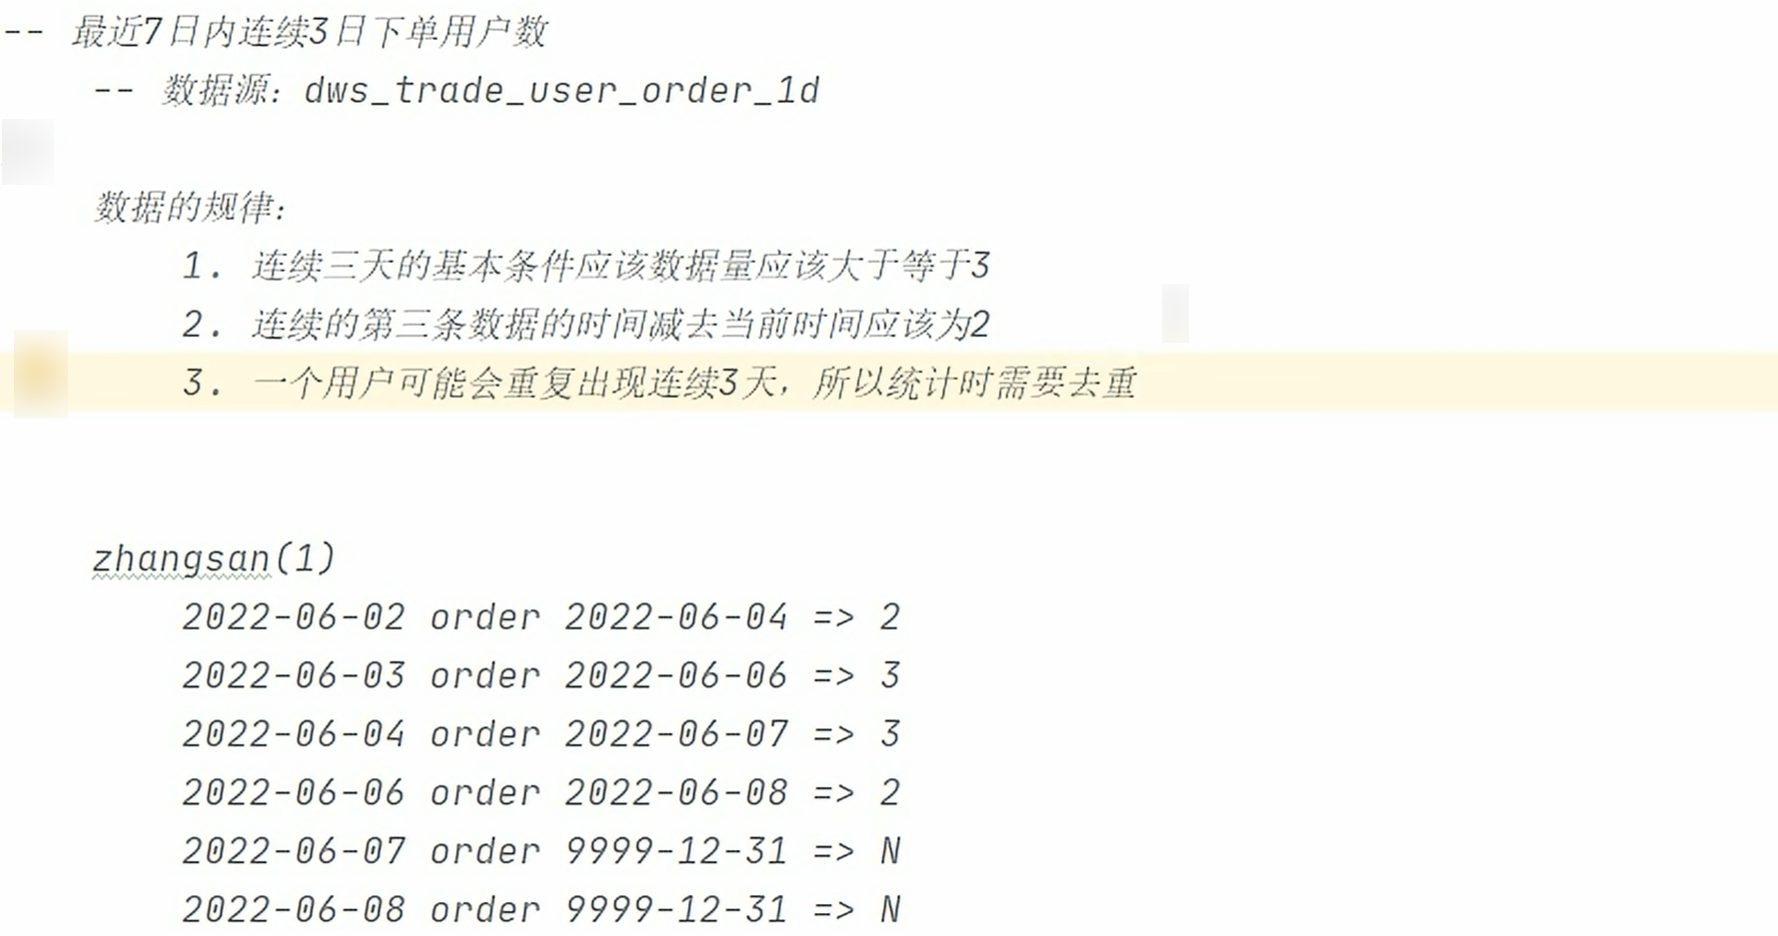 -- 最近7日内连续3日下单用户数
-- 数据源：dws_trade_user_order_1d
数据的规律：
1. 连续三天的基本条件应该数据量应该大于等于3
2. 连续的第三条数据的时间减去当前时间应该为2
3. 一个用户可能会重复出现连续3天，所以统计时需要去重
zhangsan(1)
2022-06-02 order 2022-06-04 => 2
2022-06-03 order 2022-06-06 => 3
2022-06-04 order 2022-06-07 => 3
2022-06-06 order 2022-06-08 => 2
2022-06-07 order 9999-12-31 => N
2022-06-08 order 9999-12-31 => N